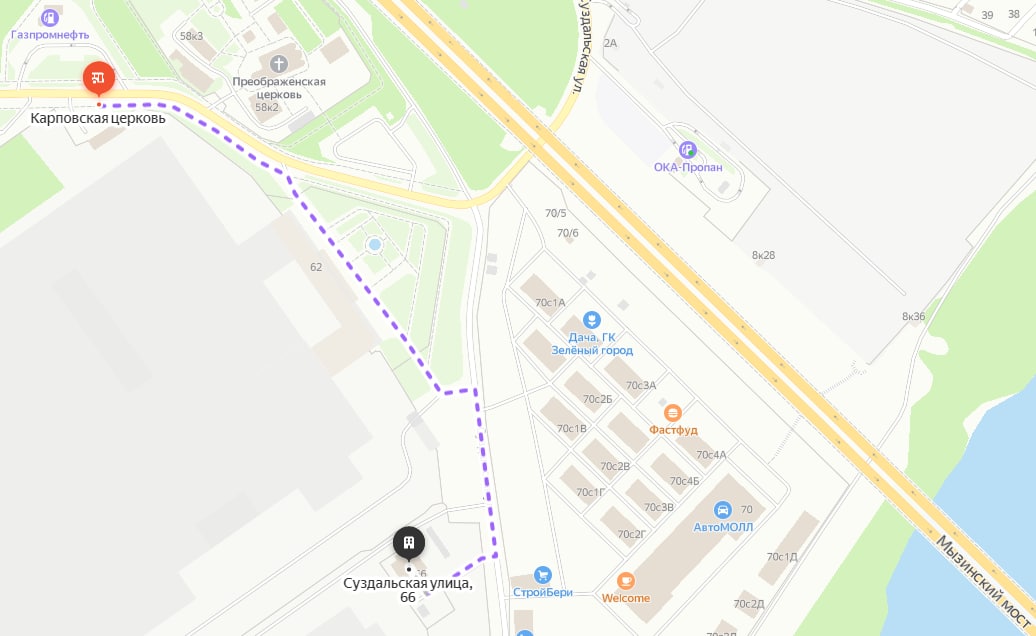 Газпромнефть
58к3
Преображенская
церковь
58к2
Карповская церковь
Суздальская ул.
2А
39
38
ОКА-Пропан
70/5
70/6
8к28
8к36
62
70с1А
Дача, ГК
Зелёный город
70с3А
70с2Б
Фастфуд
70с1В
70с4А
70с2В
70с4Б
70с1Г
70с3В
70
АвтоМОЛЛ
70с2Г
Мызинский мост
70с1Д
Суздальская улица,
66
СтройБери
Welcome
70с2Д